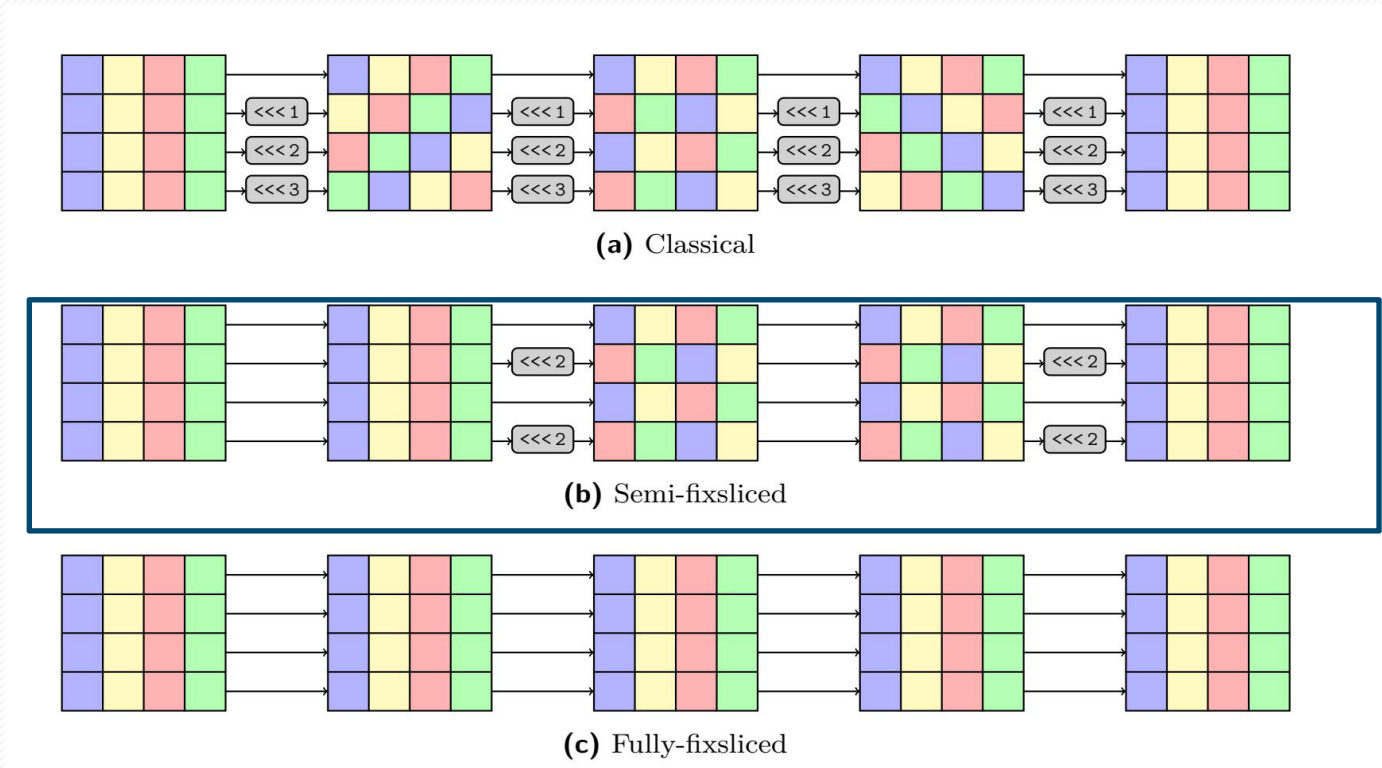 <<<1 <<<1 <<<1 <<<1
<<<2 <<<2 <<<2 <<<2
<<<3 <<<3 <<<3 <<<3
(a) Classical
<<<2 <<<2
<<<2 <<<2
(b) Semi-fixsliced
(c) Fully-fixsliced